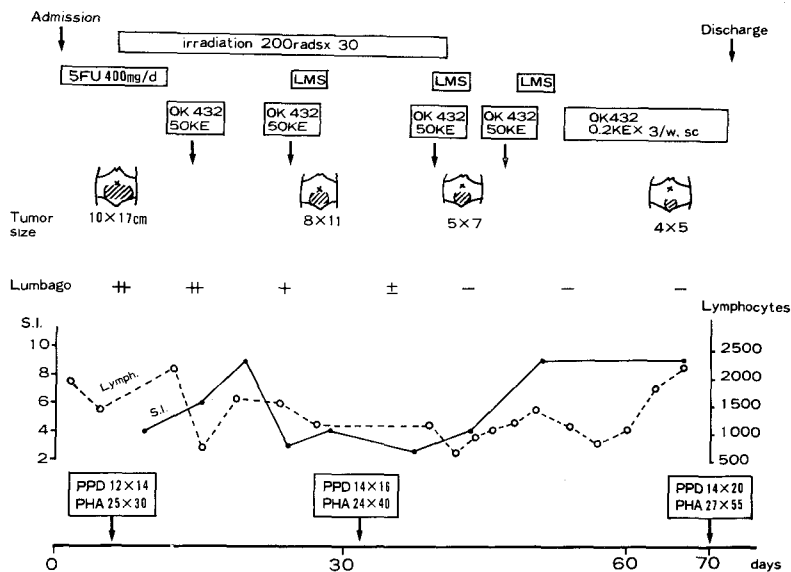 Admission
Discharge
irradiation 200radsx 30
5FU 400mg/d
LMS
LMS
LMS
OK 432
50KE
OK 432
50KE
OK 432
50KE
OK 432
50KE
OK432
0.2KE× 3/w, sc
Tumor
size
10×17cm
8×11
5×7
4×5
Lumbago
⧺
⧺
+
±
−
−
−
S.I.
Lymphocytes
10
8
6
4
2
2500
2000
1500
1000
500
Lymph.
S.I.
PPD 12×14
PHA 25×30
PPD 14×16
PHA 24×40
PPD 14×20
PHA 27×55
0
30
60
70
days